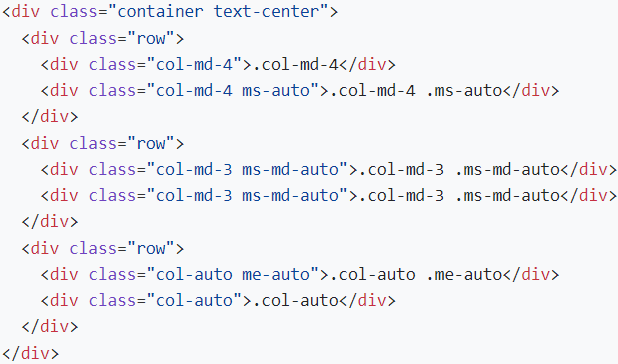 <div class="container text-center">
  <div class="row">
    <div class="col-md-4">.col-md-4</div>
    <div class="col-md-4 ms-auto">.col-md-4 .ms-auto</div>
  </div>
  <div class="row">
    <div class="col-md-3 ms-md-auto">.col-md-3 .ms-md-auto</div>
    <div class="col-md-3 ms-md-auto">.col-md-3 .ms-md-auto</div>
  </div>
  <div class="row">
    <div class="col-auto me-auto">.col-auto .me-auto</div>
    <div class="col-auto">.col-auto</div>
  </div>
</div>